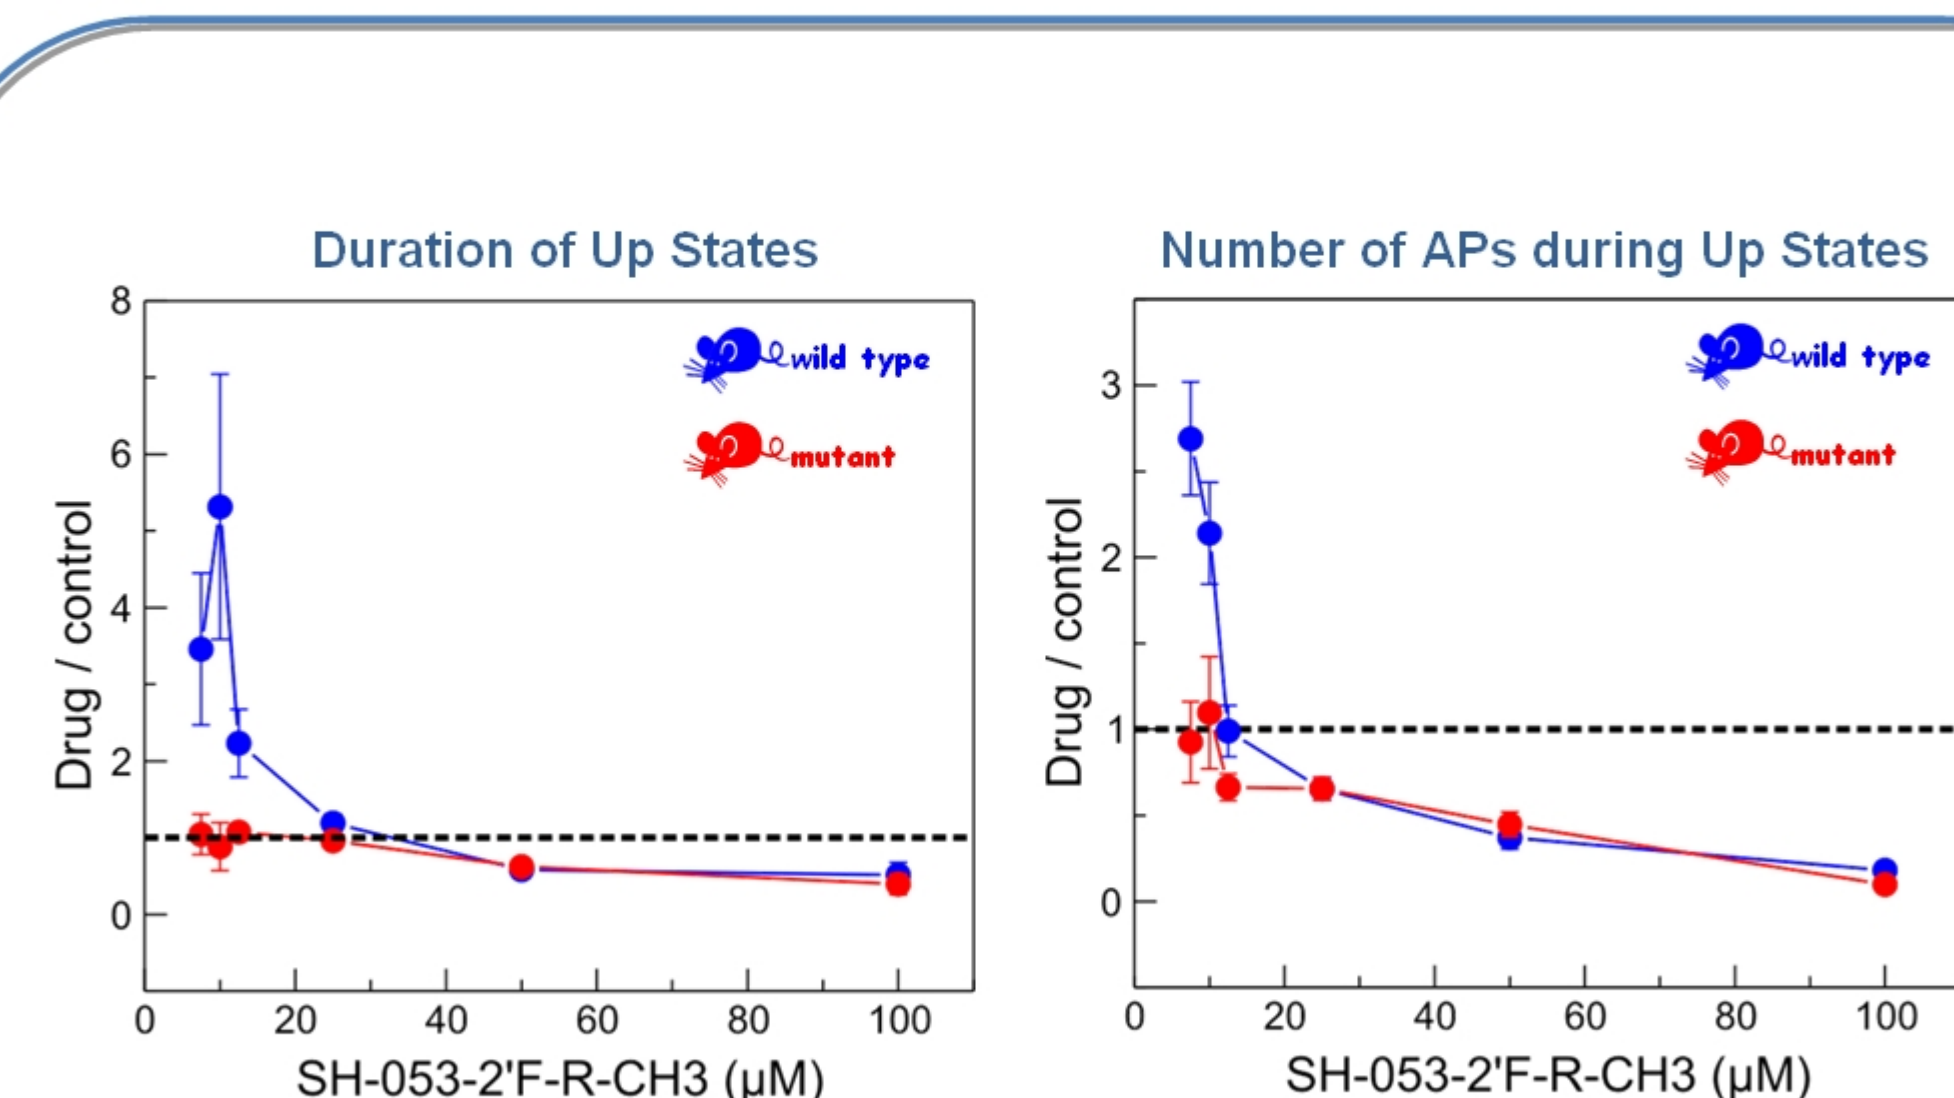 Duration of Up States
8
6
4
2
0
Drug / control
wild type
mutant
0 20 40 60 80 100
SH-053-2'F-R-CH3 (µM)
Number of APs during Up States
3
2
1
0
Drug / control
wild type
mutant
0 20 40 60 80 100
SH-053-2'F-R-CH3 (µM)